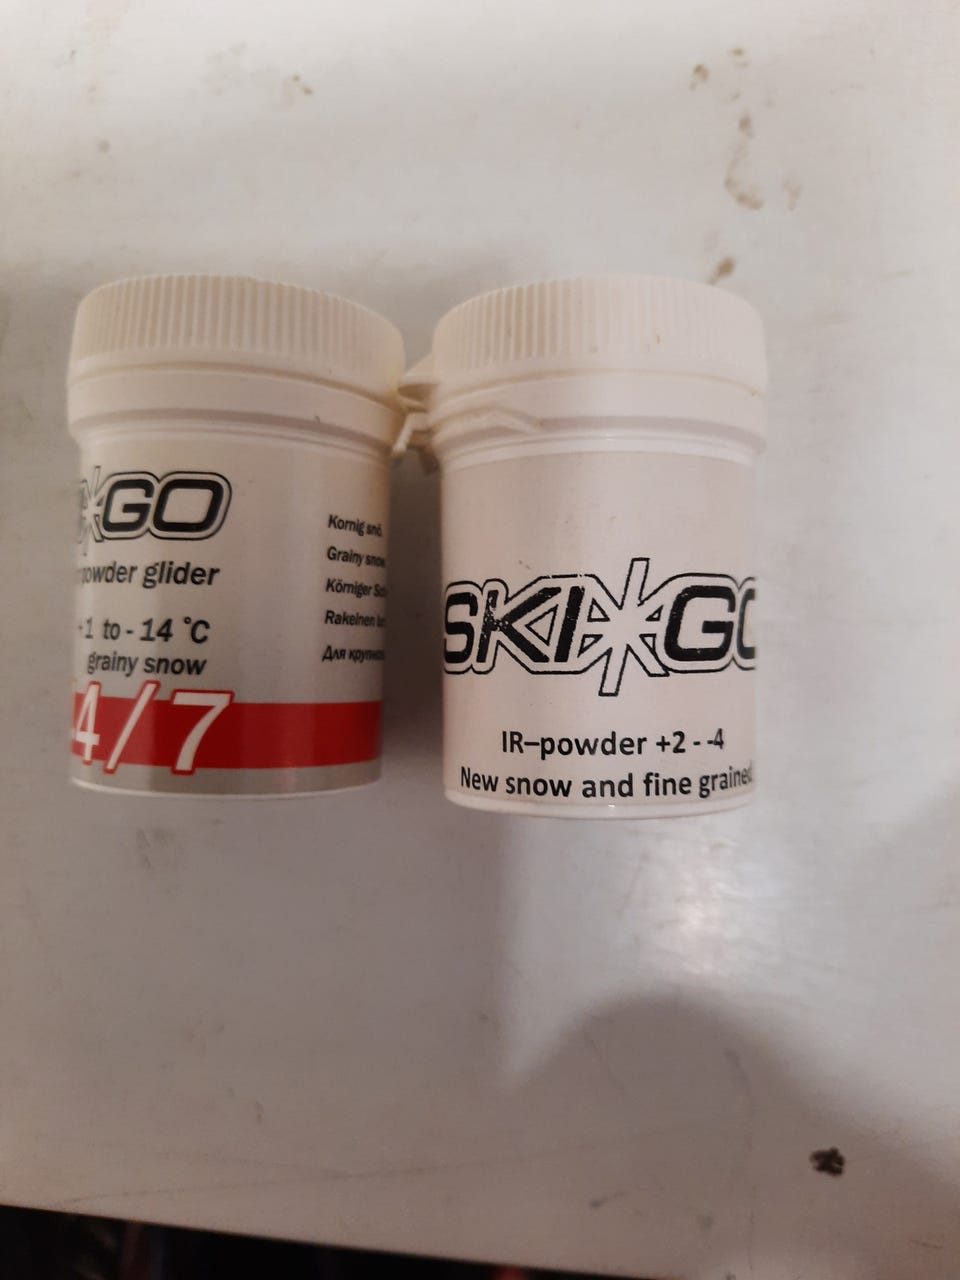 GO
powder glider
+1 to - 14 °C
grainy snow
4/7
Kornig snö.
Grainy snow
Körniger
Rakeinen
Для
SKI*GO
IR–powder +2 - -4
New snow and fine grained